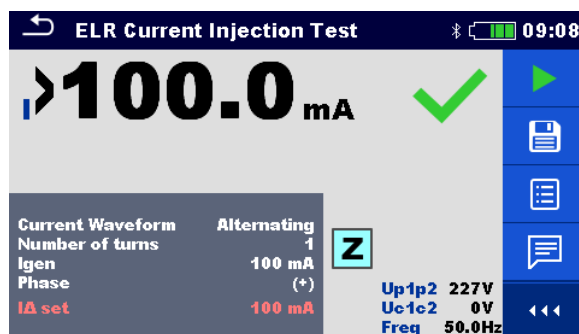 ELR Current Injection Test 09:08
I >100.0 mA
Current Waveform Alternating
Number of turns 1
Igen 100 mA
Phase (+)
IΔ set 100 mA
Z
Up1p2 227V
Uc1c2 0V
Freq 50.0Hz